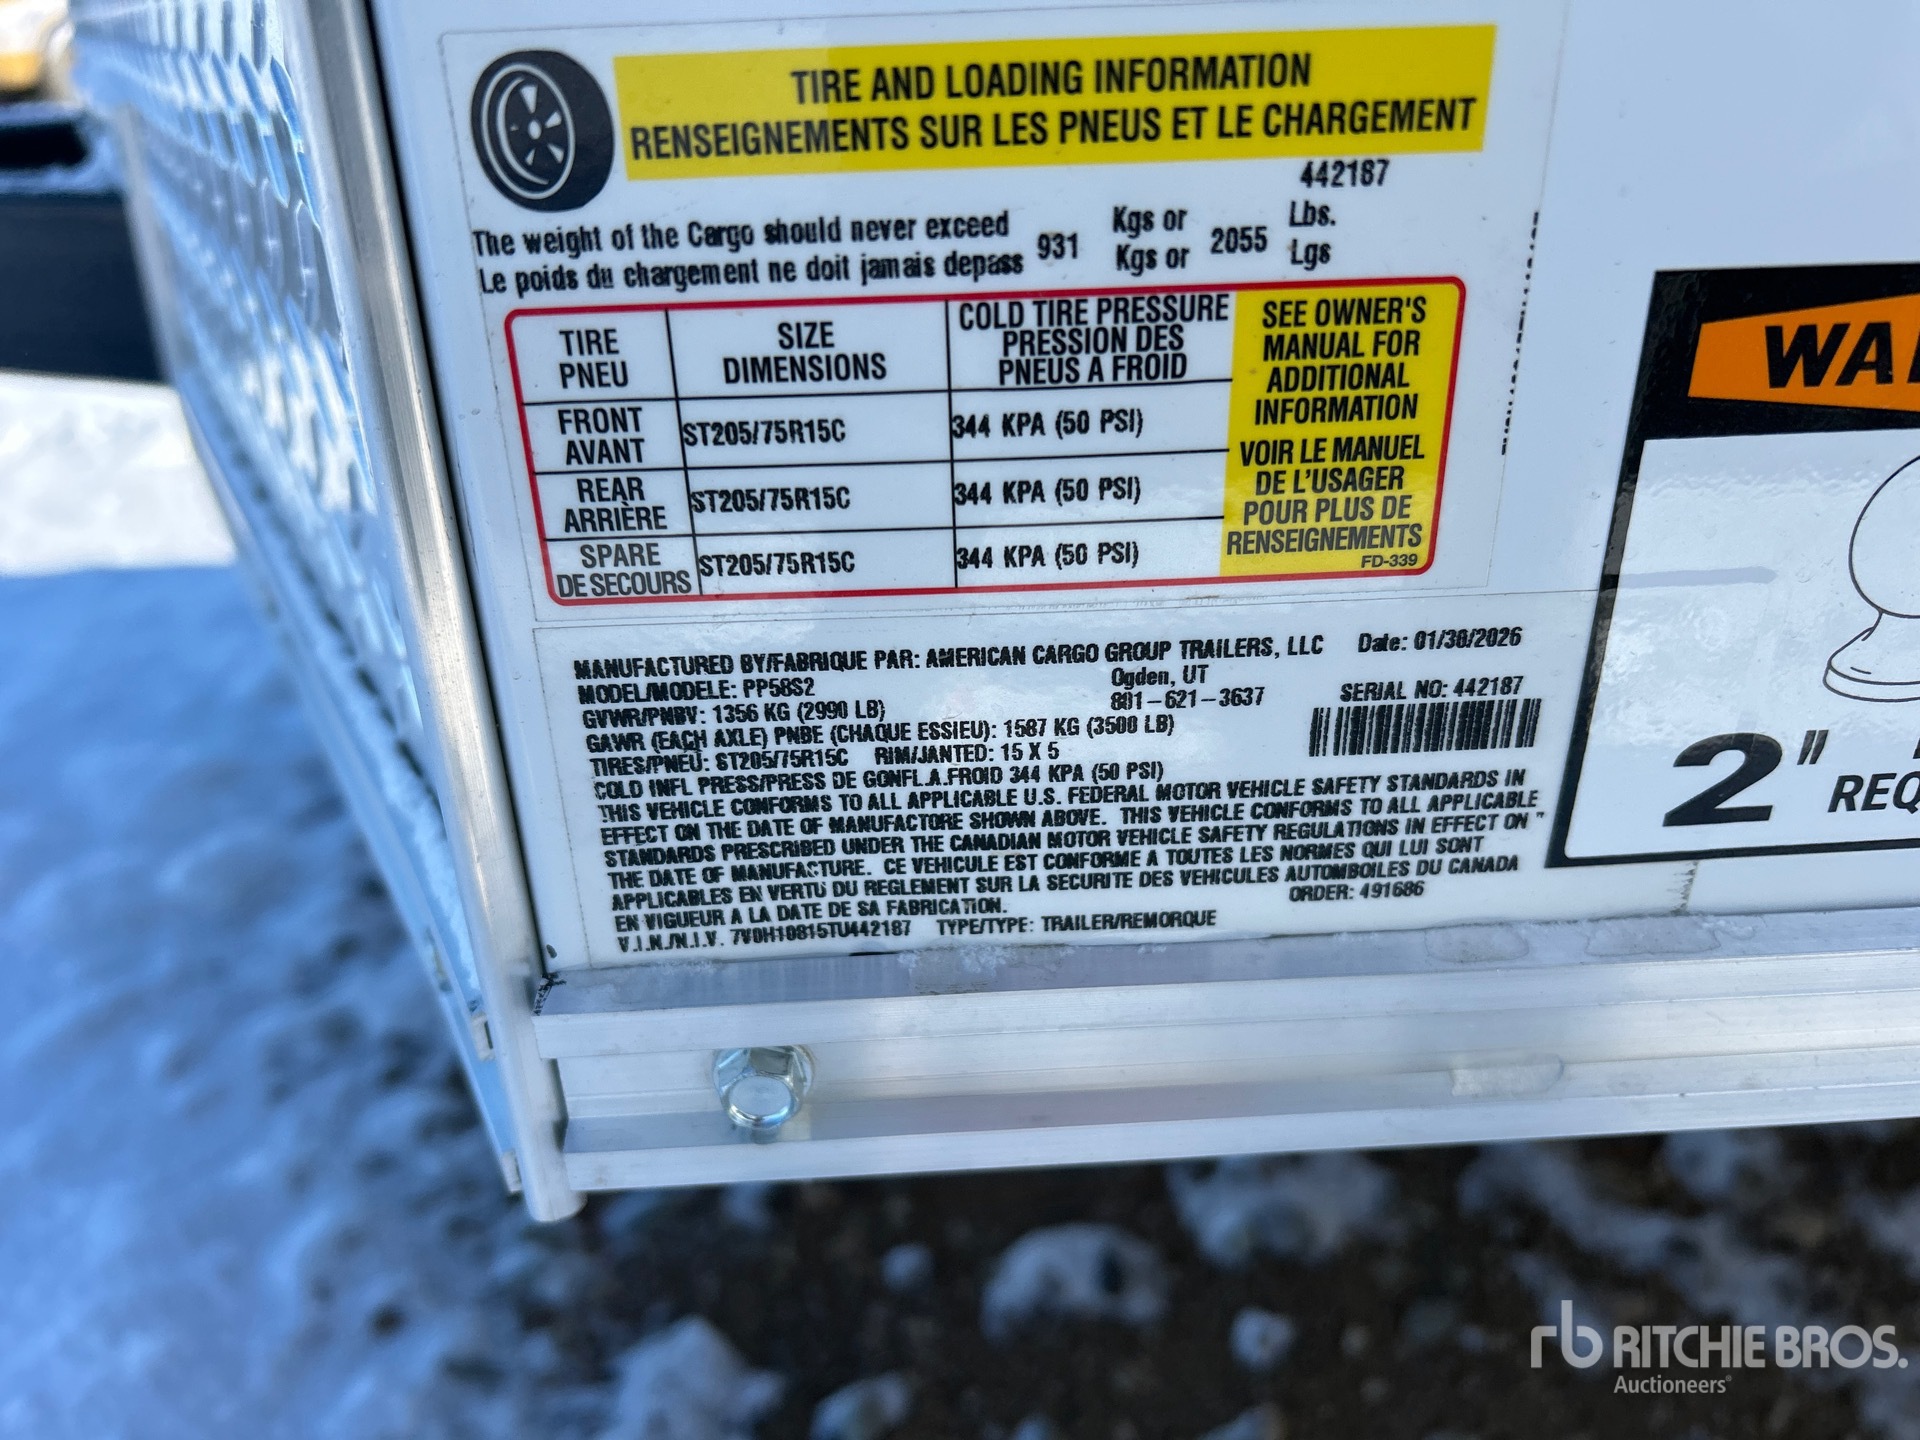 TIRE AND LOADING INFORMATION
RENSEIGNEMENTS SUR LES PNEUS ET LE CHARGEMENT
442187
The weight of the Cargo should never exceed 931 Kgs or 2055 Lbs.
Le poids du chargement ne doit jamais depass Kgs or Lgs
TIRE PNEU SIZE DIMENSIONS COLD TIRE PRESSURE PRESSION DES PNEUS A FROID
FRONT AVANT ST205/75R15C 344 KPA (50 PSI)
REAR ARRIÈRE ST205/75R15C 344 KPA (50 PSI)
SPARE DE SECOURS ST205/75R15C 344 KPA (50 PSI)
SEE OWNER'S
MANUAL FOR
ADDITIONAL
INFORMATION
VOIR LE MANUEL
DE L'USAGER
POUR PLUS DE
RENSEIGNEMENTS
FD-339
MANUFACTURED BY/FABRIQUE PAR: AMERICAN CARGO GROUP TRAILERS, LLC Date: 01/30/2026
MODEL/MODELE: PP58S2 Ogden, UT
GVWR/PNBV: 1356 KG (2990 LB) 801-621-3637 SERIAL NO: 442187
GAWR (EACH AXLE) PNBE (CHAQUE ESSIEU): 1587 KG (3500 LB)
TIRES/PNEU: ST205/75R15C RIM/JANTED: 15 X 5
COLD INFL PRESS/PRESS DE GONFL.A.FROID 344 KPA (50 PSI)
THIS VEHICLE CONFORMS TO ALL APPLICABLE U.S. FEDERAL MOTOR VEHICLE SAFETY STANDARDS IN
EFFECT ON THE DATE OF MANUFACTORE SHOWN ABOVE. THIS VEHICLE CONFORMS TO ALL APPLICABLE
STANDARDS PRESCRIBED UNDER THE CANADIAN MOTOR VEHICLE SAFETY REGULATIONS IN EFFECT ON
THE DATE OF MANUFACTURE. CE VEHICULE EST CONFORME A TOUTES LES NORMES QUI LUI SONT
APPLICABLES EN VERTU DU REGLEMENT SUR LA SECURITE DES VEHICULES AUTOMBOILES DU CANADA
EN VIGUEUR A LA DATE DE SA FABRICATION. ORDER: 491686
V.I.N./N.I.V. 7V0H10815TU442187 TYPE/TYPE: TRAILER/REMORQUE
WA
2"
REQ
rb RITCHIE BROS.
Auctioneers